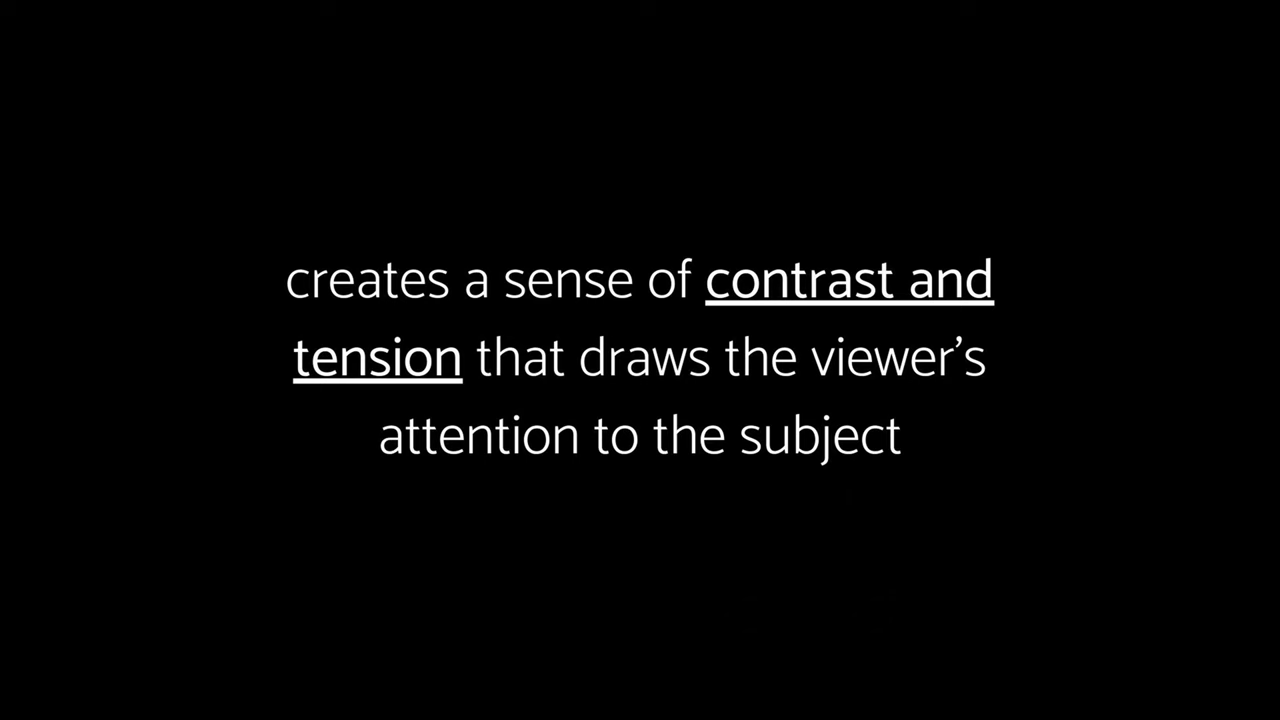 creates a sense of contrast and
tension that draws the viewer’s
attention to the subject